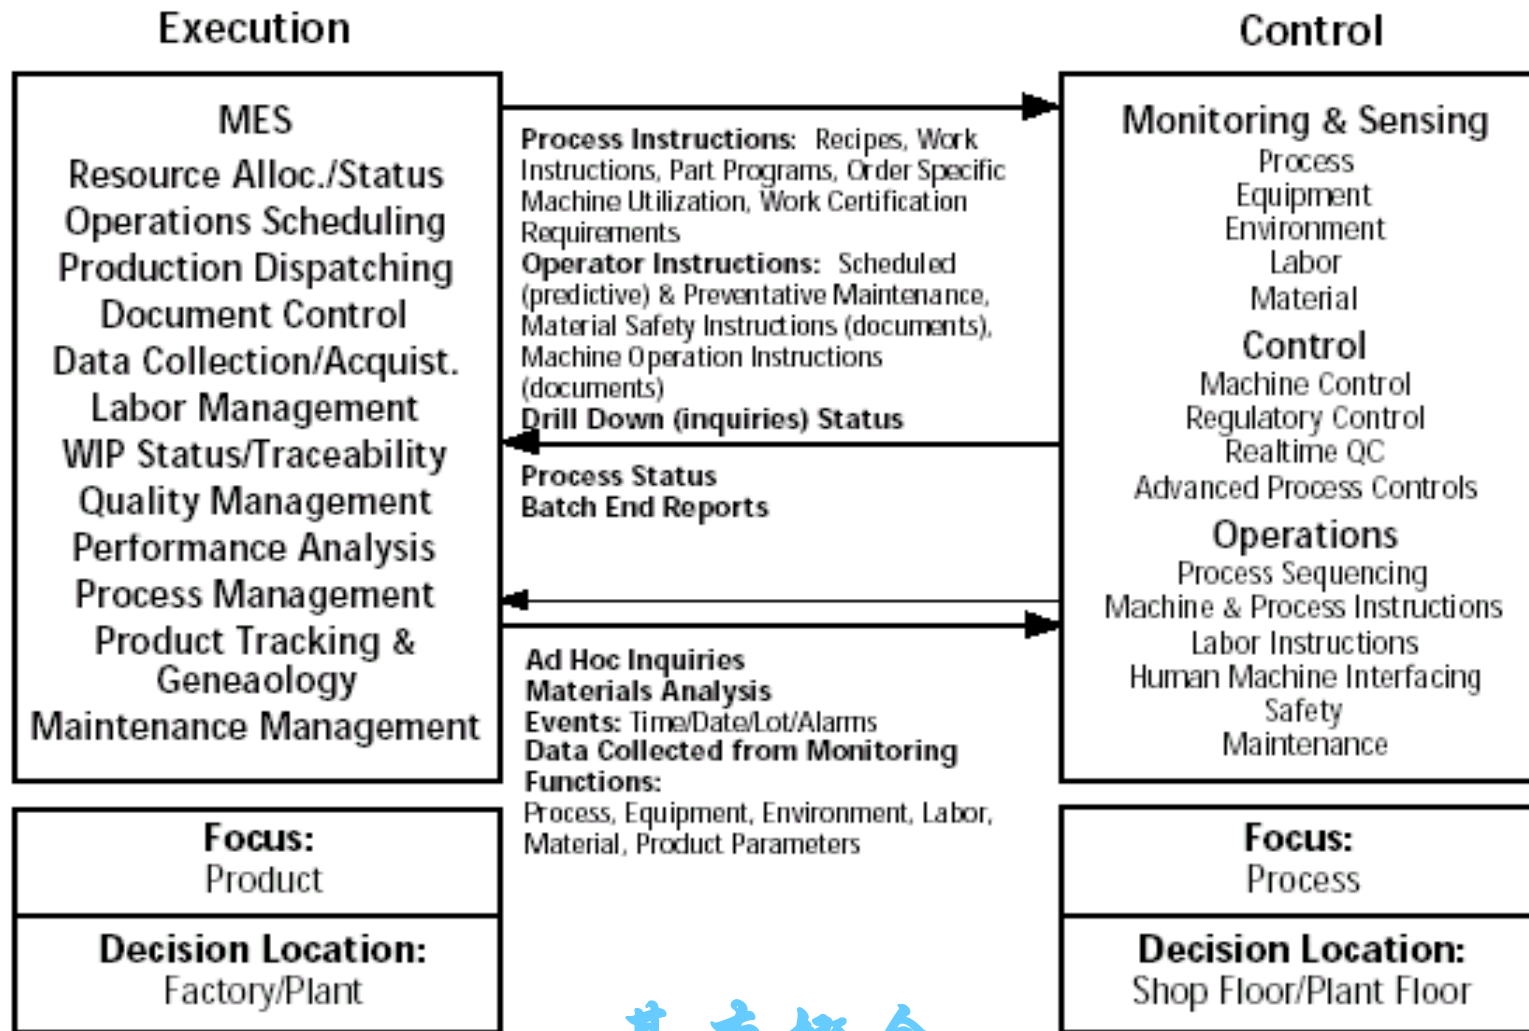 Execution
MES
Resource Alloc./Status
Operations Scheduling
Production Dispatching
Document Control
Data Collection/Acquist.
Labor Management
WIP Status/Traceability
Quality Management
Performance Analysis
Process Management
Product Tracking &
Geneaology
Maintenance Management
Focus:
Product
Decision Location:
Factory/Plant
Process Instructions: Recipes, Work
Instructions, Part Programs, Order Specific
Machine Utilization, Work Certification
Requirements
Operator Instructions: Scheduled
(predictive) & Preventative Maintenance,
Material Safety Instructions (documents),
Machine Operation Instructions
(documents)
Drill Down (inquiries) Status
Process Status
Batch End Reports
Ad Hoc Inquiries
Materials Analysis
Events: Time/Date/Lot/Alarms
Data Collected from Monitoring
Functions:
Process, Equipment, Environment, Labor,
Material, Product Parameters
Control
Monitoring & Sensing
Process
Equipment
Environment
Labor
Material
Control
Machine Control
Regulatory Control
Realtime QC
Advanced Process Controls
Operations
Process Sequencing
Machine & Process Instructions
Labor Instructions
Human Machine Interfacing
Safety
Maintenance
Focus:
Process
Decision Location:
Shop Floor/Plant Floor